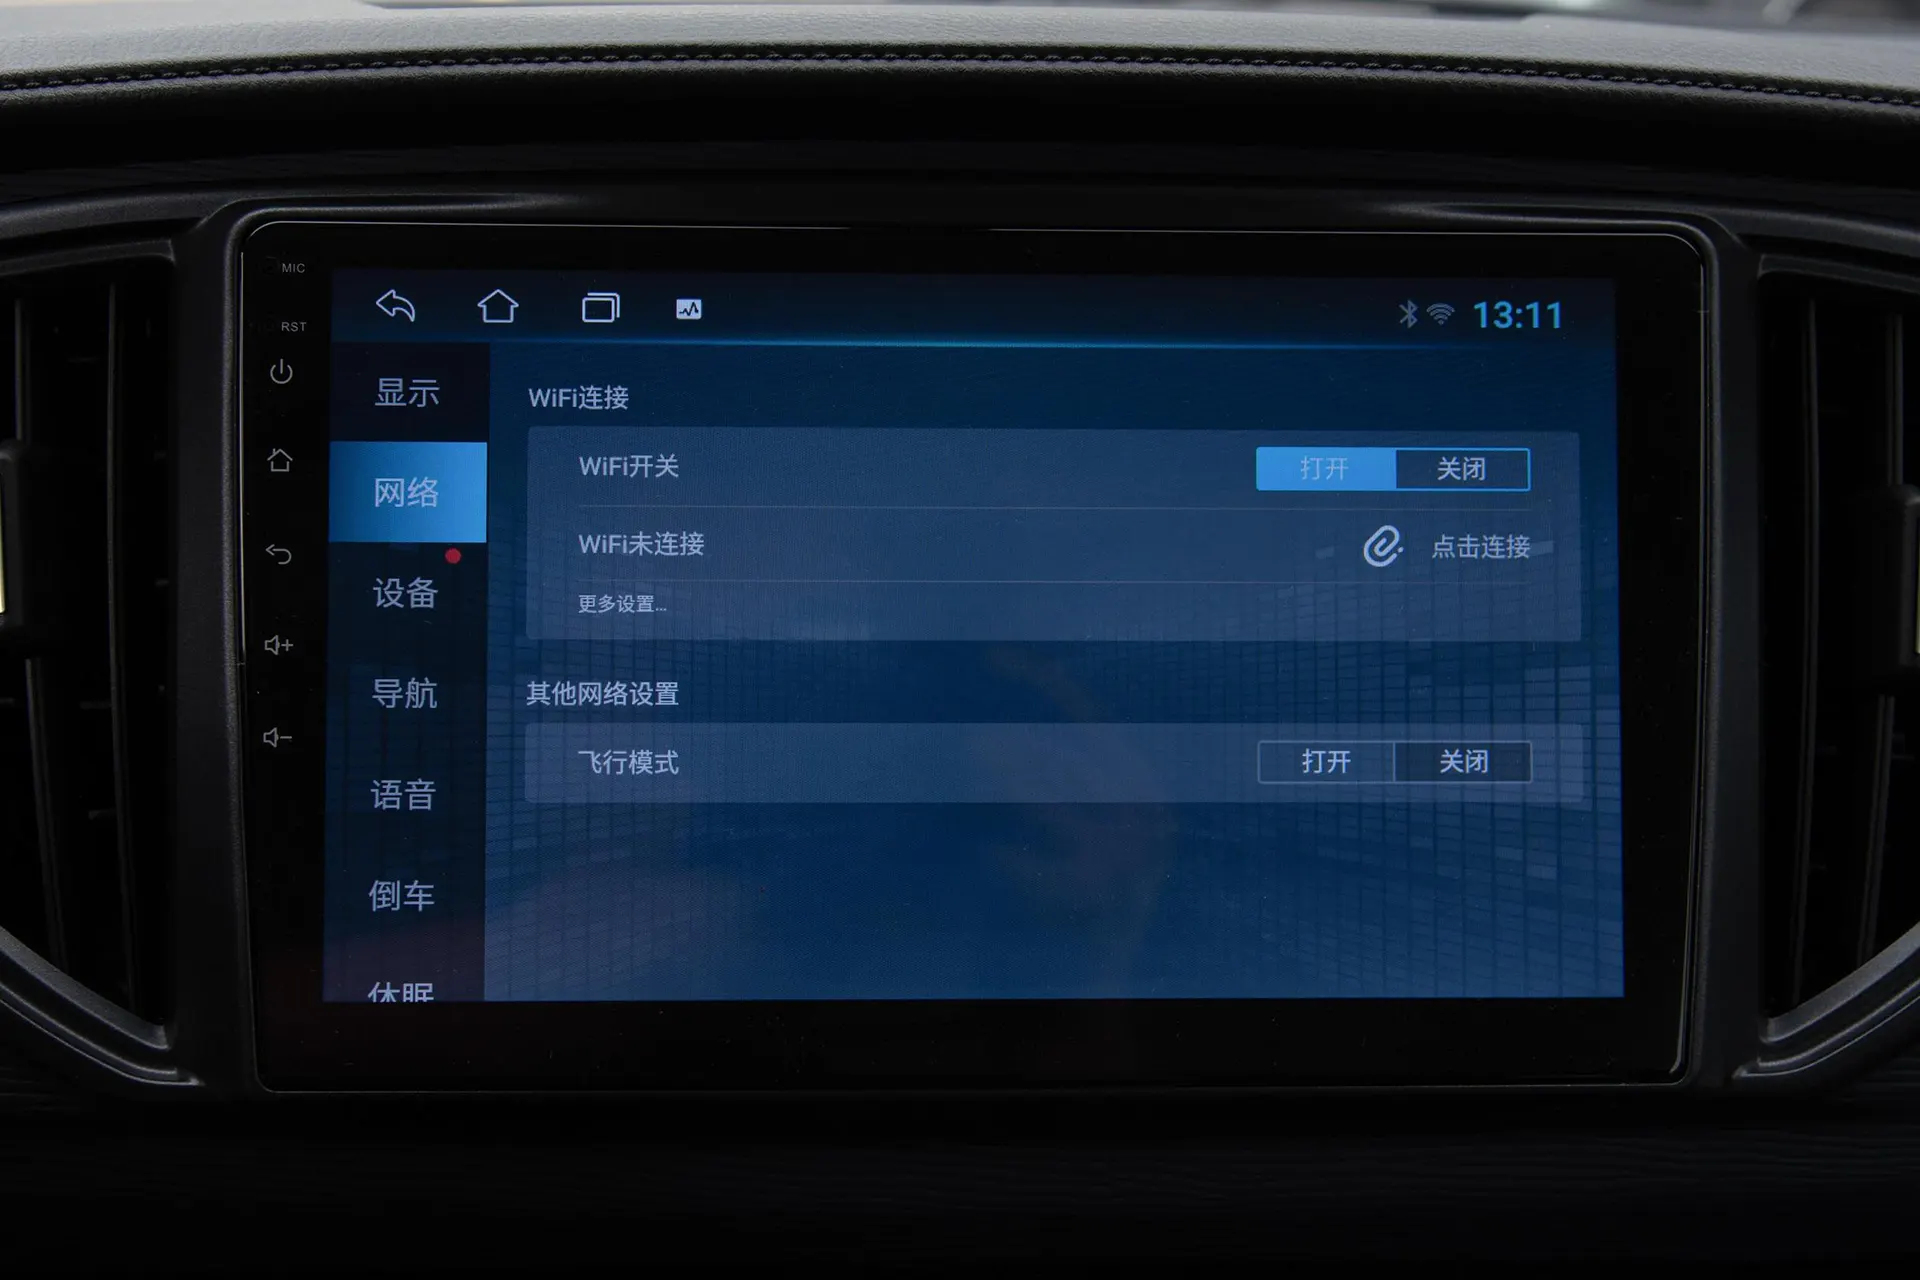 MIC
RST
13:11
显示
网络
设备
导航
语音
倒车
休眠
WiFi连接
WiFi开关
打开 关闭
WiFi未连接
点击连接
更多设置...
其他网络设置
飞行模式
打开 关闭